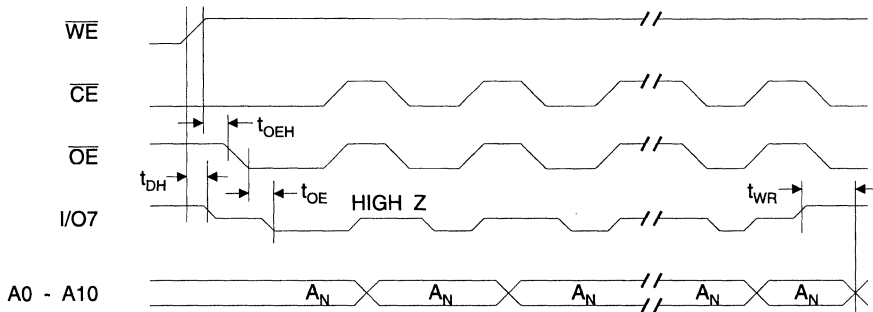 WE
CE
tOEH
OE
tDH
tOE
HIGH Z
tWR
I/O7
A0 - A10
AN AN AN AN AN